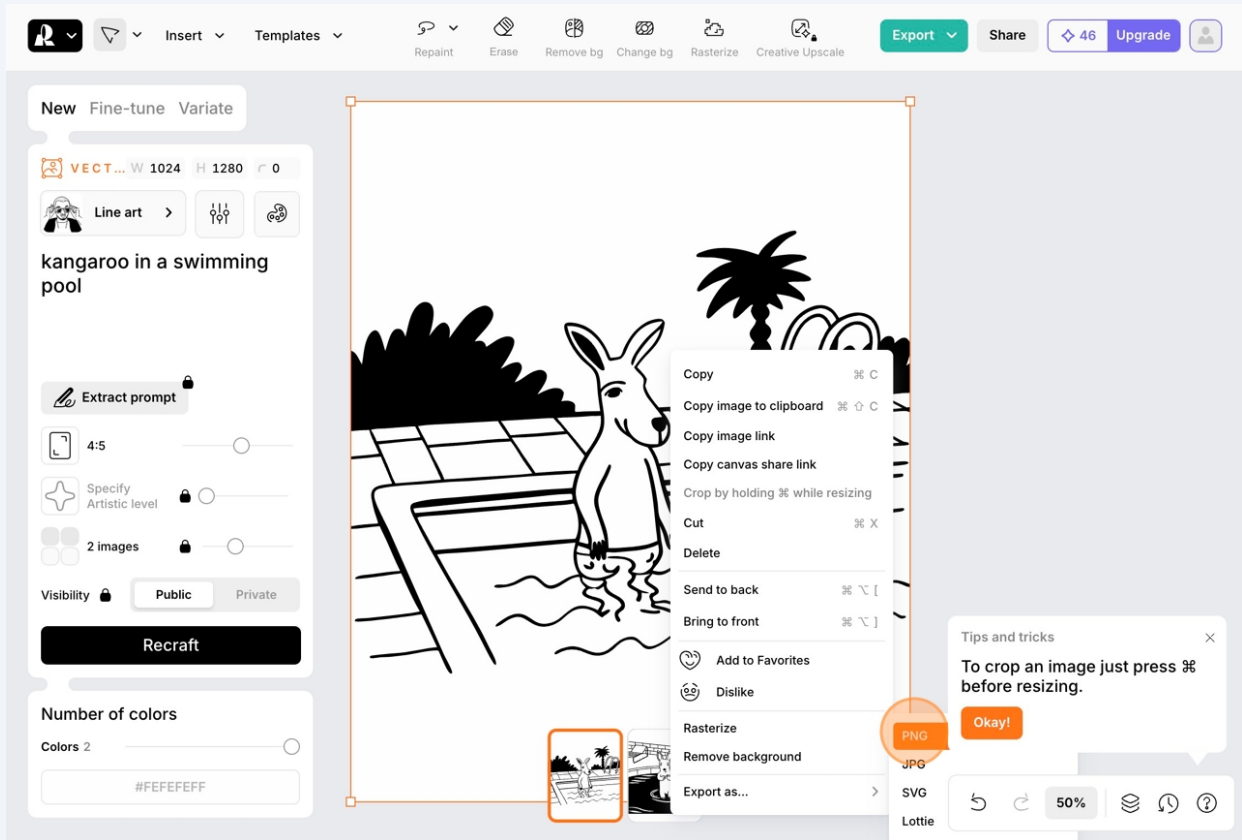 Insert
Templates
Repaint
Erase
Remove bg
Change bg
Rasterize
Creative Upscale
Export
Share
46
Upgrade
New Fine-tune Variate
VECT... W 1024 H 1280 0
Line art
kangaroo in a swimming
pool
Extract prompt
4:5
Specify
Artistic level
2 images
Visibility
Public
Private
Recraft
Number of colors
Colors 2
#FEFEFEFF
Copy ⌘ C
Copy image to clipboard ⌘ ⇧ C
Copy image link
Copy canvas share link
Crop by holding ⌘ while resizing
Cut ⌘ X
Delete
Send to back ⌘ ⌥ [
Bring to front ⌘ ⌥ ]
Add to Favorites
Dislike
Rasterize
Remove background
Export as...
PNG
JPG
SVG
Lottie
Tips and tricks
To crop an image just press ⌘
before resizing.
Okay!
50%